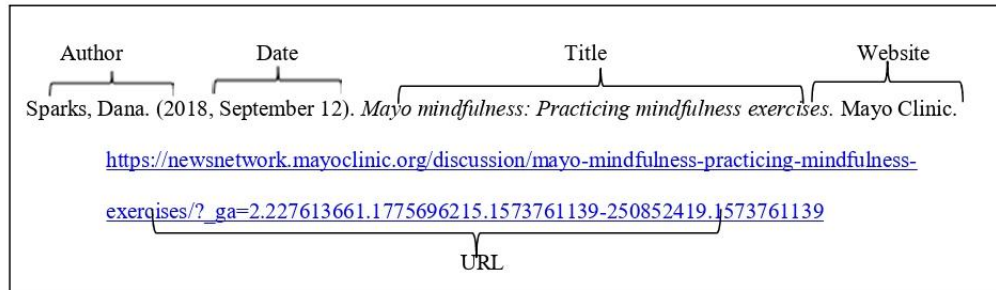 Author Date Title Website
Sparks, Dana. (2018, September 12). Mayo mindfulness: Practicing mindfulness exercises. Mayo Clinic.
https://newsnetwork.mayoclinic.org/discussion/mayo-mindfulness-practicing-mindfulness-
exercises/?_ga=2.227613661.1775696215.1573761139-250852419.1573761139
URL